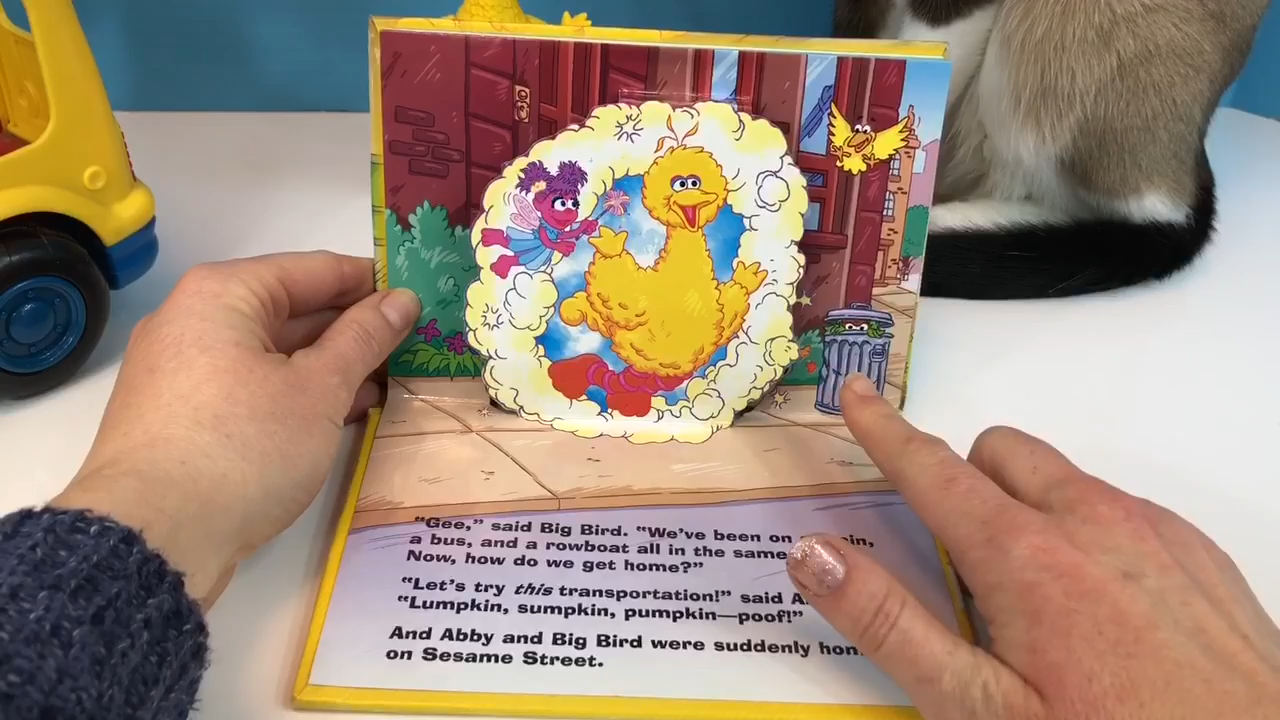 "Gee," said Big Bird. "We've been on
a bus, and a rowboat all in the same
Now, how do we get home?"
"Let's try this transportation!" said
"Lumpkin, sumpkin, pumpkin—poof!"
And Abby and Big Bird were suddenly
on Sesame Street.